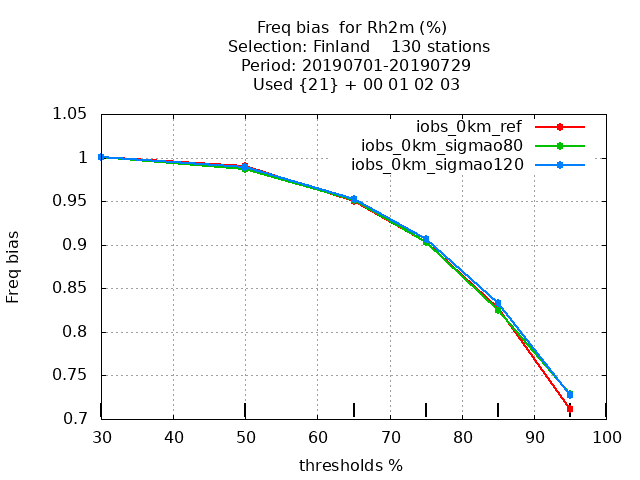 Freq bias  for Rh2m (%)
Selection: Finland    130 stations
Period: 20190701-20190729
Used {21} + 00 01 02 03
1.05
1
0.95
0.9
0.85
0.8
0.75
0.7
Freq bias
iobs_0km_ref
iobs_0km_sigmao80
iobs_0km_sigmao120
30 40 50 60 70 80 90 100
thresholds %